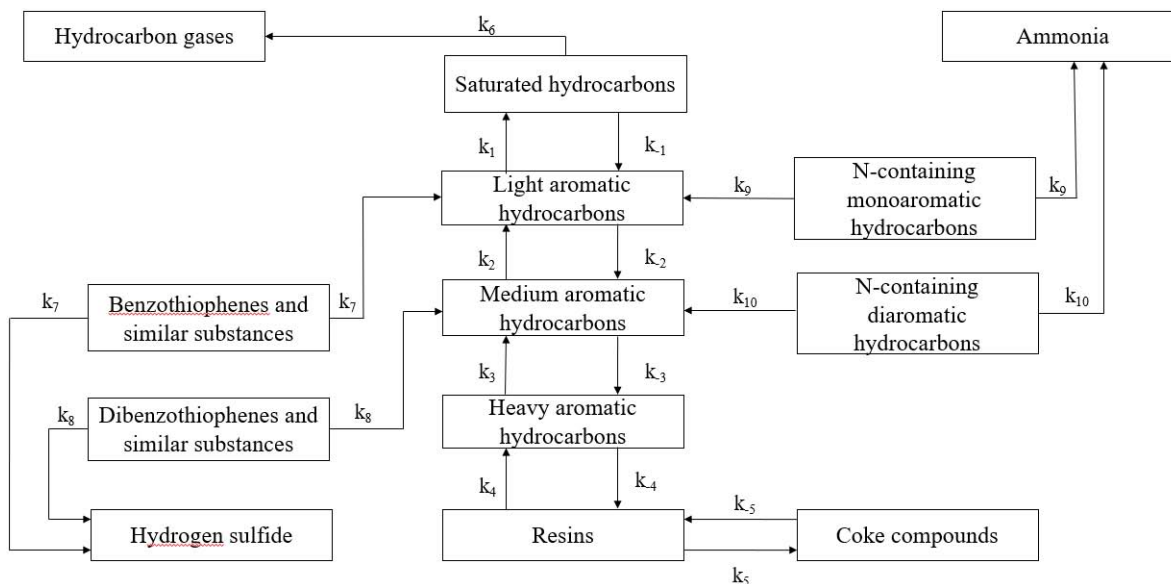 Hydrocarbon gases
k6
Ammonia
Saturated hydrocarbons
k1
k-1
Light aromatic
hydrocarbons
k9
N-containing
monoaromatic
hydrocarbons
k9
k2
k-2
k7
Benzothiophenes and
similar substances
k7
Medium aromatic
hydrocarbons
k10
N-containing
diaromatic
hydrocarbons
k10
k3
k-3
k8
Dibenzothiophenes and
similar substances
k8
Heavy aromatic
hydrocarbons
k4
k-4
Hydrogen sulfide
Resins
k-5
Coke compounds
k5